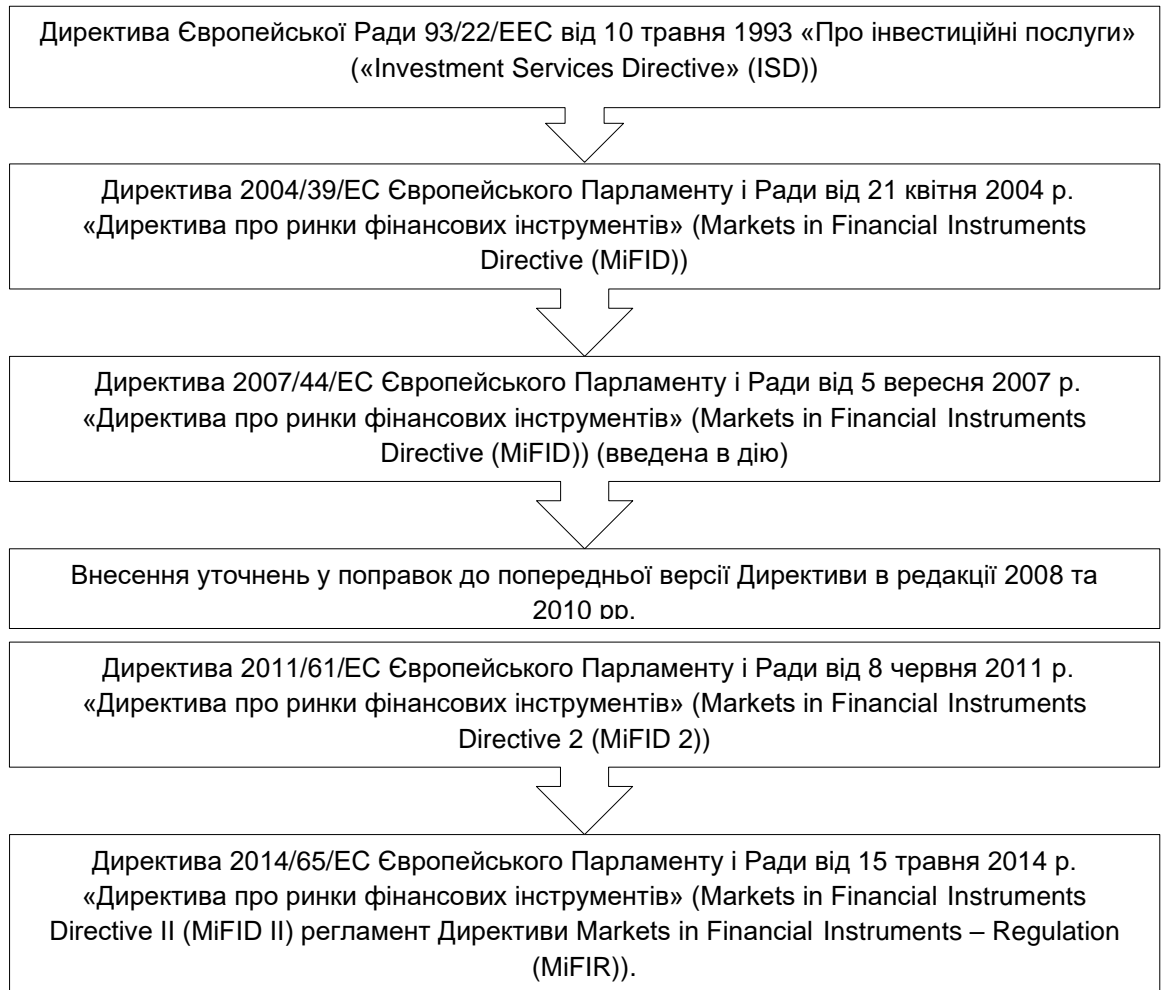 Директива Європейської Ради 93/22/ЕЕС від 10 травня 1993 «Про інвестиційні послуги»
(«Investment Services Directive» (ISD))
Директива 2004/39/ЕС Європейського Парламенту і Ради від 21 квітня 2004 р.
«Директива про ринки фінансових інструментів» (Markets in Financial Instruments
Directive (MiFID))
Директива 2007/44/ЕС Європейського Парламенту і Ради від 5 вересня 2007 р.
«Директива про ринки фінансових інструментів» (Markets in Financial Instruments
Directive (MiFID)) (введена в дію)
Внесення уточнень у поправок до попередньої версії Директиви в редакції 2008 та
2010 рр.
Директива 2011/61/ЕС Європейського Парламенту і Ради від 8 червня 2011 р.
«Директива про ринки фінансових інструментів» (Markets in Financial Instruments
Directive 2 (MiFID 2))
Директива 2014/65/ЕС Європейського Парламенту і Ради від 15 травня 2014 р.
«Директива про ринки фінансових інструментів» (Markets in Financial Instruments
Directive II (MiFID II) регламент Директиви Markets in Financial Instruments – Regulation
(MiFIR)).